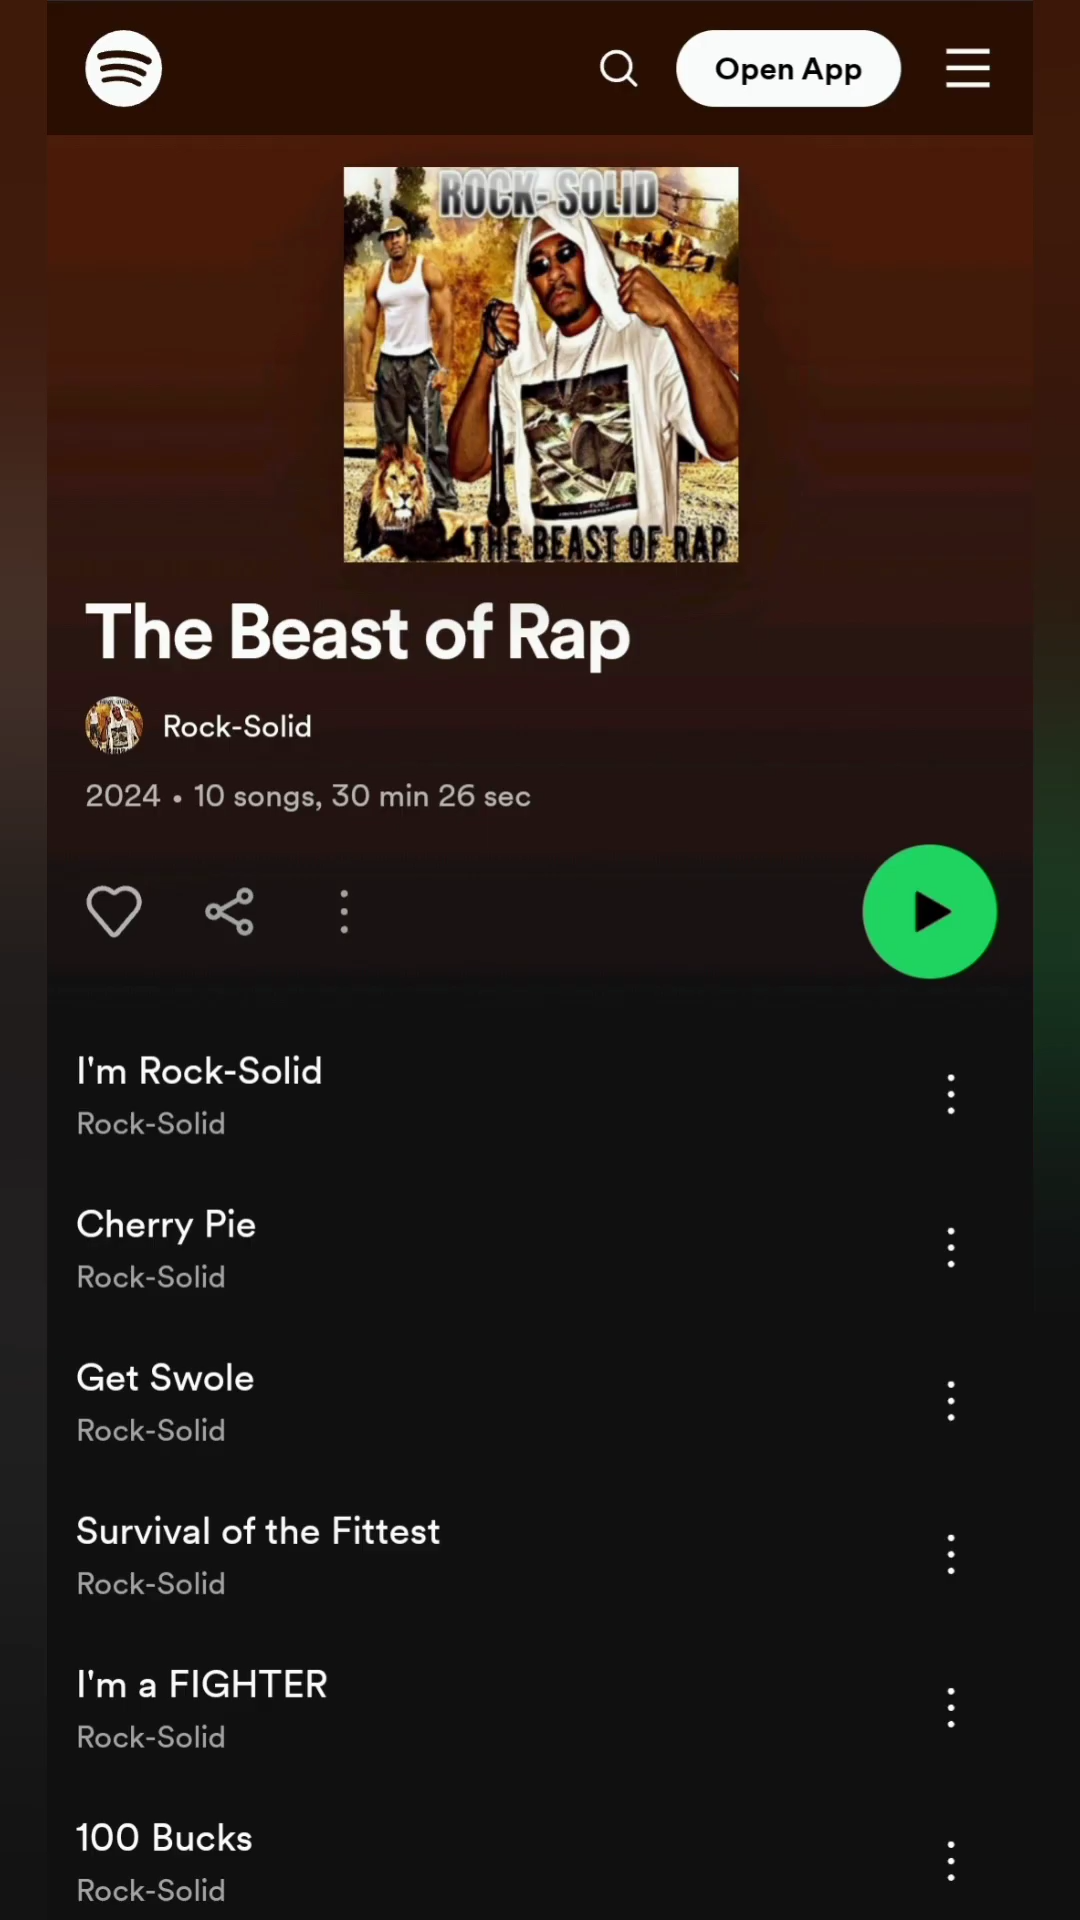 Open App
ROCK-SOLID
THE BEAST OF RAP
The Beast of Rap
Rock-Solid
2024 • 10 songs, 30 min 26 sec
I'm Rock-Solid
Rock-Solid
Cherry Pie
Rock-Solid
Get Swole
Rock-Solid
Survival of the Fittest
Rock-Solid
I'm a FIGHTER
Rock-Solid
100 Bucks
Rock-Solid